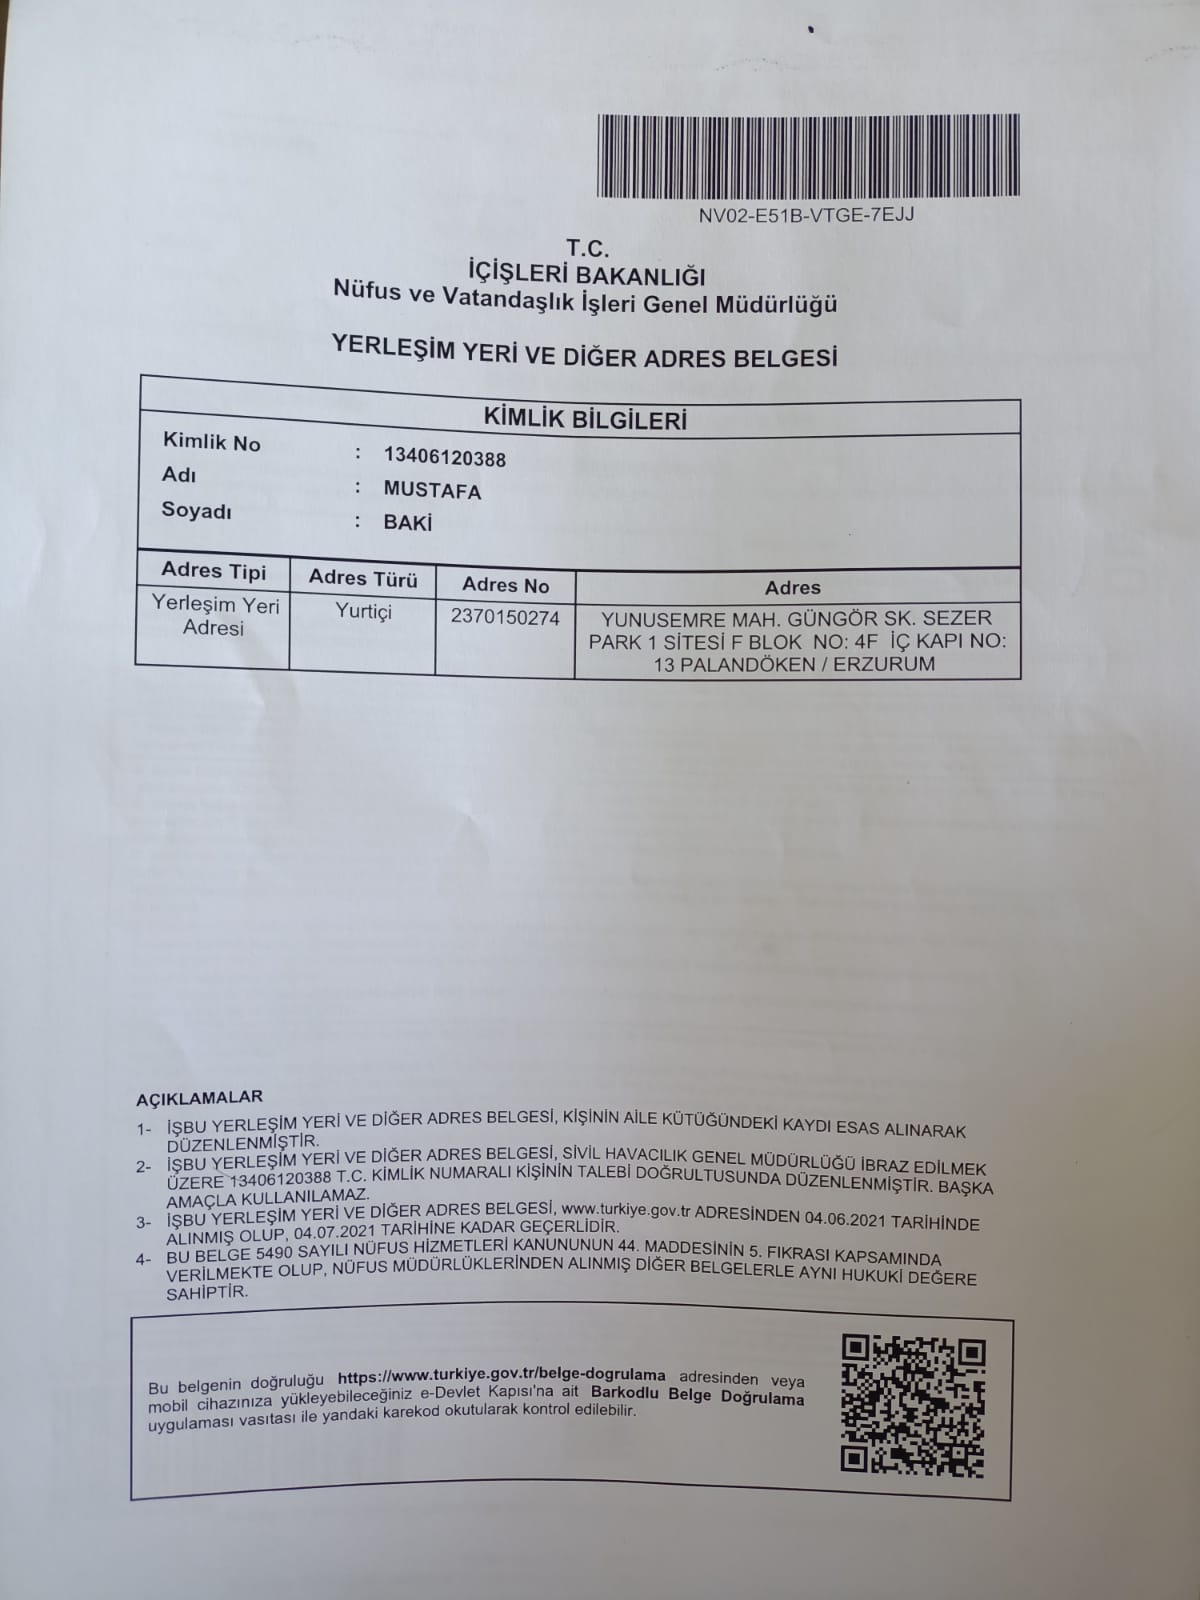 NV02-E51B-VTGE-7EJJ
T.C.
İÇİŞLERİ BAKANLIĞI
Nüfus ve Vatandaşlık İşleri Genel Müdürlüğü
YERLEŞİM YERİ VE DİĞER ADRES BELGESİ
KİMLİK BİLGİLERİ
Kimlik No : 13406120388
Adı : MUSTAFA
Soyadı : BAKİ
Adres Tipi Adres Türü Adres No Adres
Yerleşim Yeri Adresi Yurtiçi 2370150274 YUNUSEMRE MAH. GÜNGÖR SK. SEZER
PARK 1 SİTESİ F BLOK NO: 4F İÇ KAPI NO:
13 PALANDÖKEN / ERZURUM
AÇIKLAMALAR
1- İŞBU YERLEŞİM YERİ VE DİĞER ADRES BELGESİ, KİŞİNİN AİLE KÜTÜĞÜNDEKİ KAYDI ESAS ALINARAK
DÜZENLENMİŞTİR.
2- İŞBU YERLEŞİM YERİ VE DİĞER ADRES BELGESİ, SİVİL HAVACILIK GENEL MÜDÜRLÜĞÜ İBRAZ EDİLMEK
ÜZERE 13406120388 T.C. KİMLİK NUMARALI KİŞİNİN TALEBİ DOĞRULTUSUNDA DÜZENLENMİŞTİR. BAŞKA
AMAÇLA KULLANILAMAZ.
3- İŞBU YERLEŞİM YERİ VE DİĞER ADRES BELGESİ, www.turkiye.gov.tr ADRESİNDEN 04.06.2021 TARİHİNDE
ALINMIŞ OLUP, 04.07.2021 TARİHİNE KADAR GEÇERLİDİR.
4- BU BELGE 5490 SAYILI NÜFUS HİZMETLERİ KANUNUNUN 44. MADDESİNİN 5. FIKRASI KAPSAMINDA
VERİLMEKTE OLUP, NÜFUS MÜDÜRLÜKLERİNDEN ALINMIŞ DİĞER BELGELERLE AYNI HUKUKİ DEĞERE
SAHİPTİR.
Bu belgenin doğruluğu https://www.turkiye.gov.tr/belge-dogrulama adresinden veya
mobil cihazınıza yükleyebileceğiniz e-Devlet Kapısı'na ait Barkodlu Belge Doğrulama
uygulaması vasıtası ile yandaki karekod okutularak kontrol edilebilir.